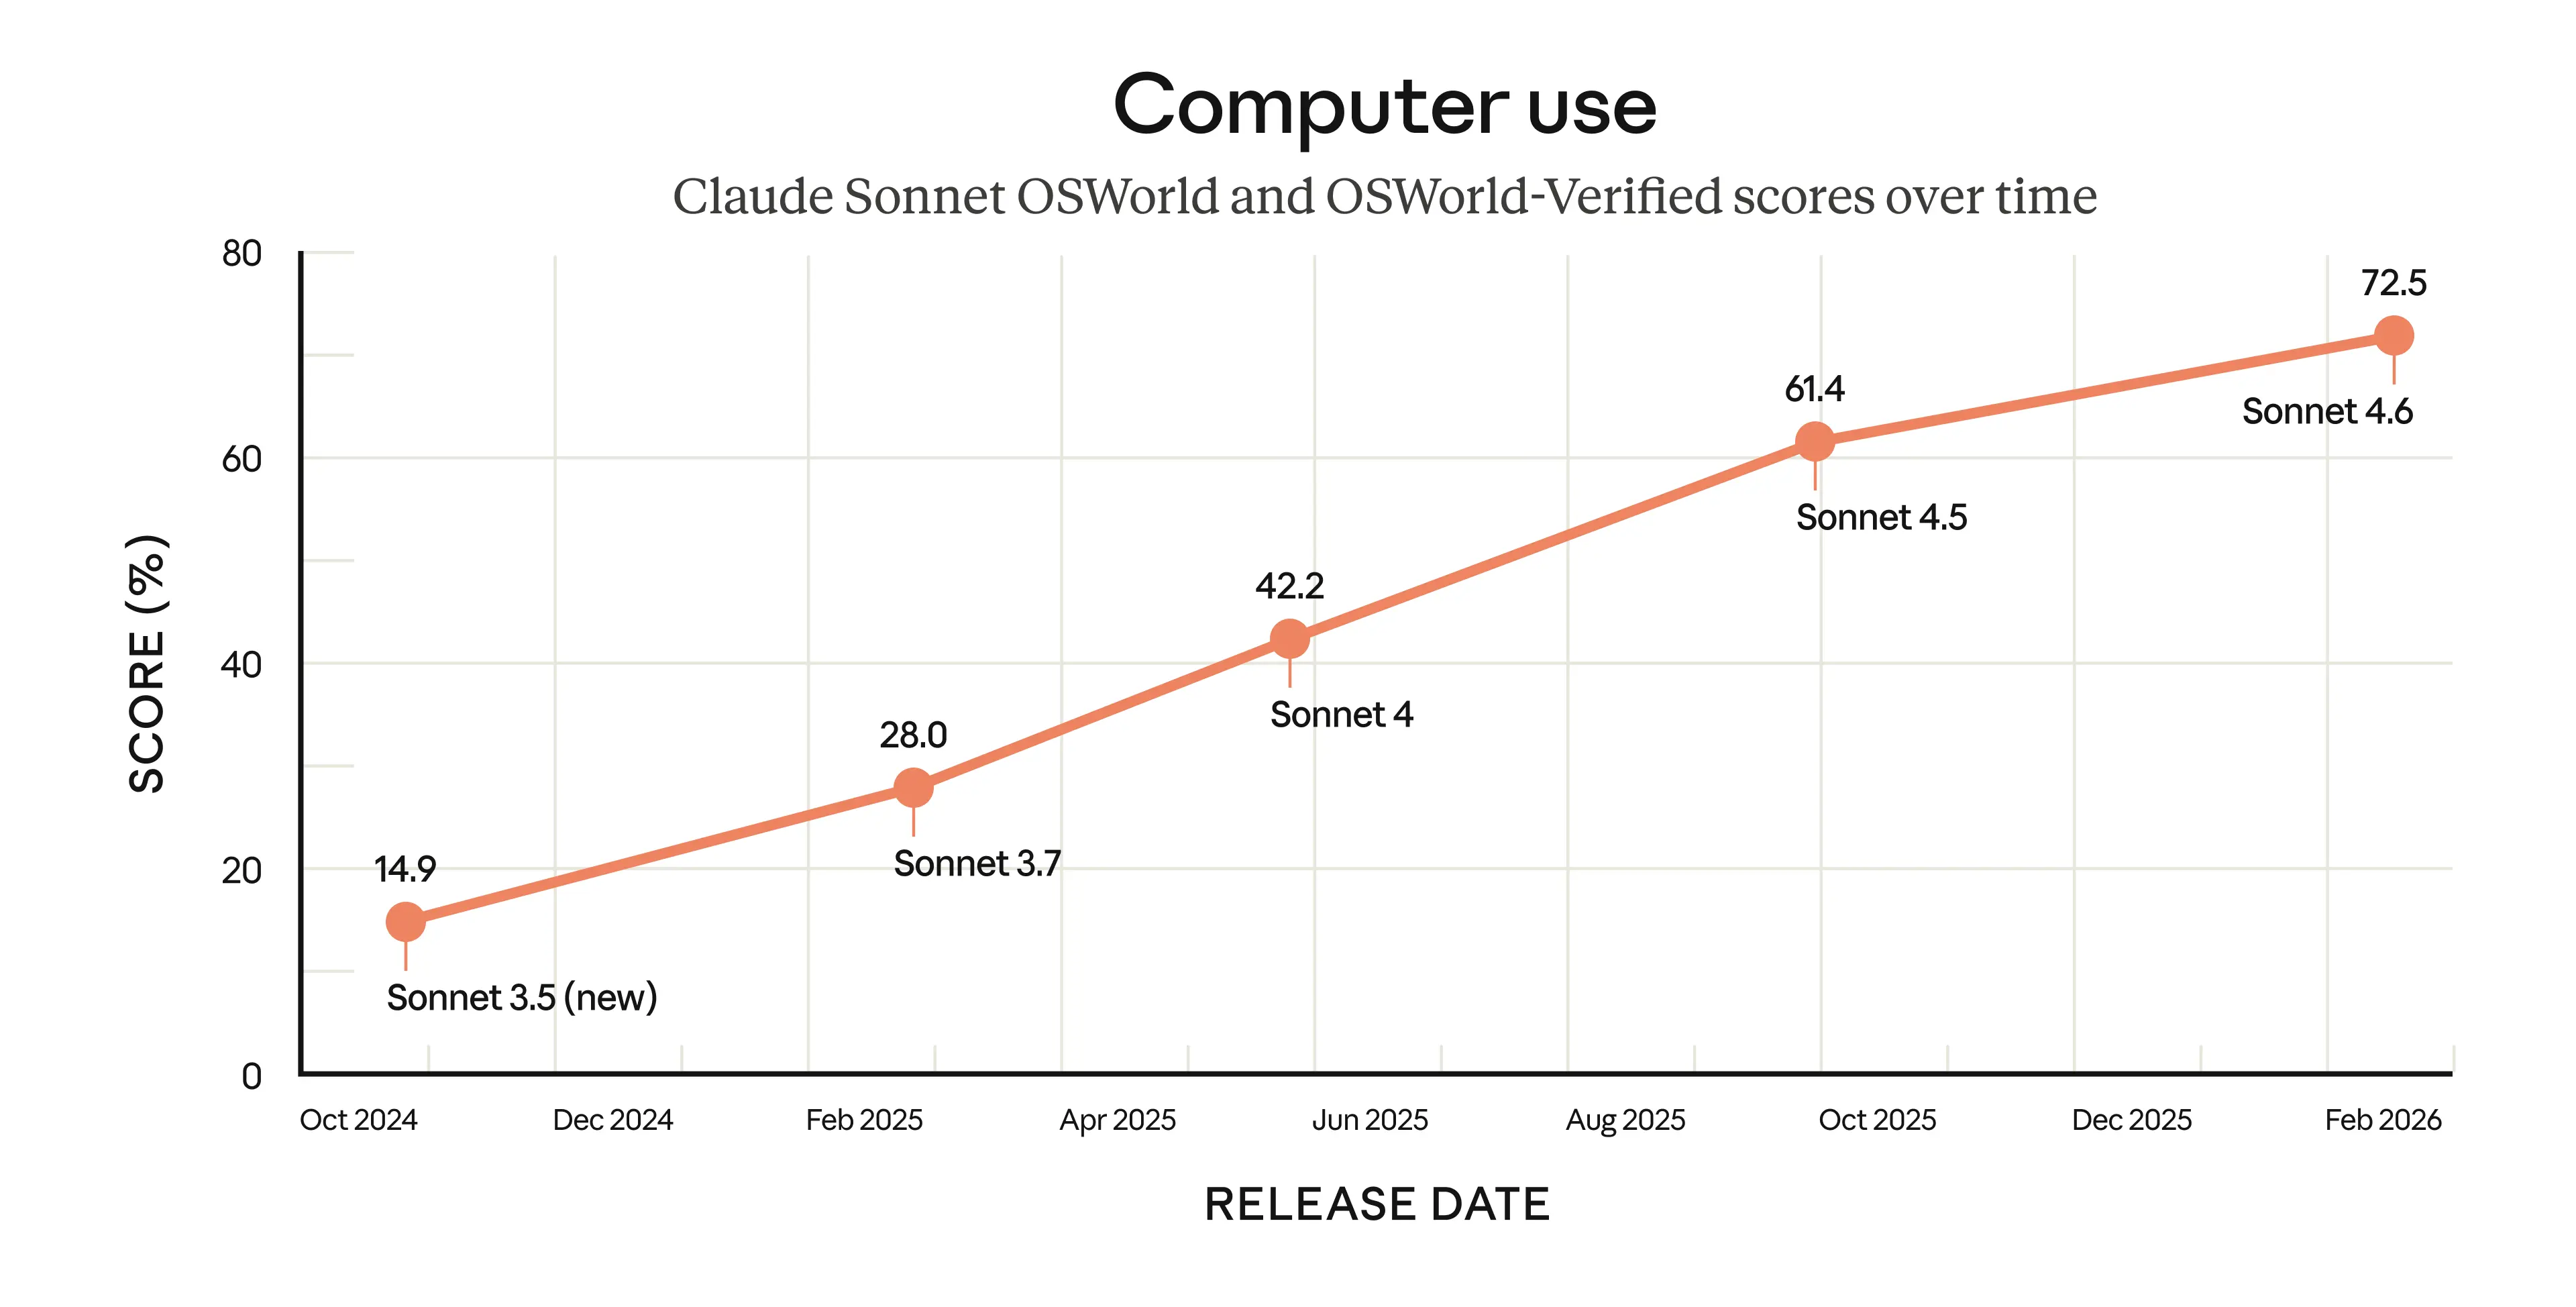 Computer use
Claude Sonnet OSWorld and OSWorld-Verified scores over time
SCORE (%)
80
60
40
20
0
14.9
Sonnet 3.5 (new)
28.0
Sonnet 3.7
42.2
Sonnet 4
61.4
Sonnet 4.5
72.5
Sonnet 4.6
Oct 2024
Dec 2024
Feb 2025
Apr 2025
Jun 2025
Aug 2025
Oct 2025
Dec 2025
Feb 2026
RELEASE DATE